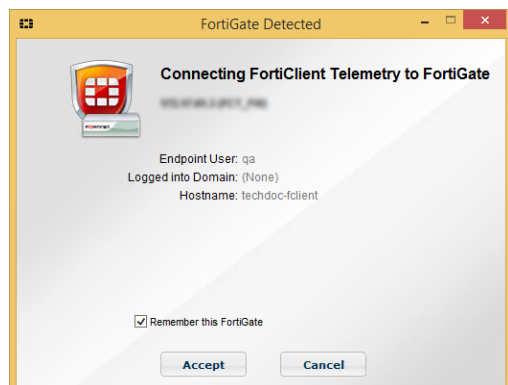 FortiGate Detected
Connecting FortiClient Telemetry to FortiGate
Endpoint User: qa
Logged into Domain: (None)
Hostname: techdoc-fclient
Remember this FortiGate
Accept
Cancel